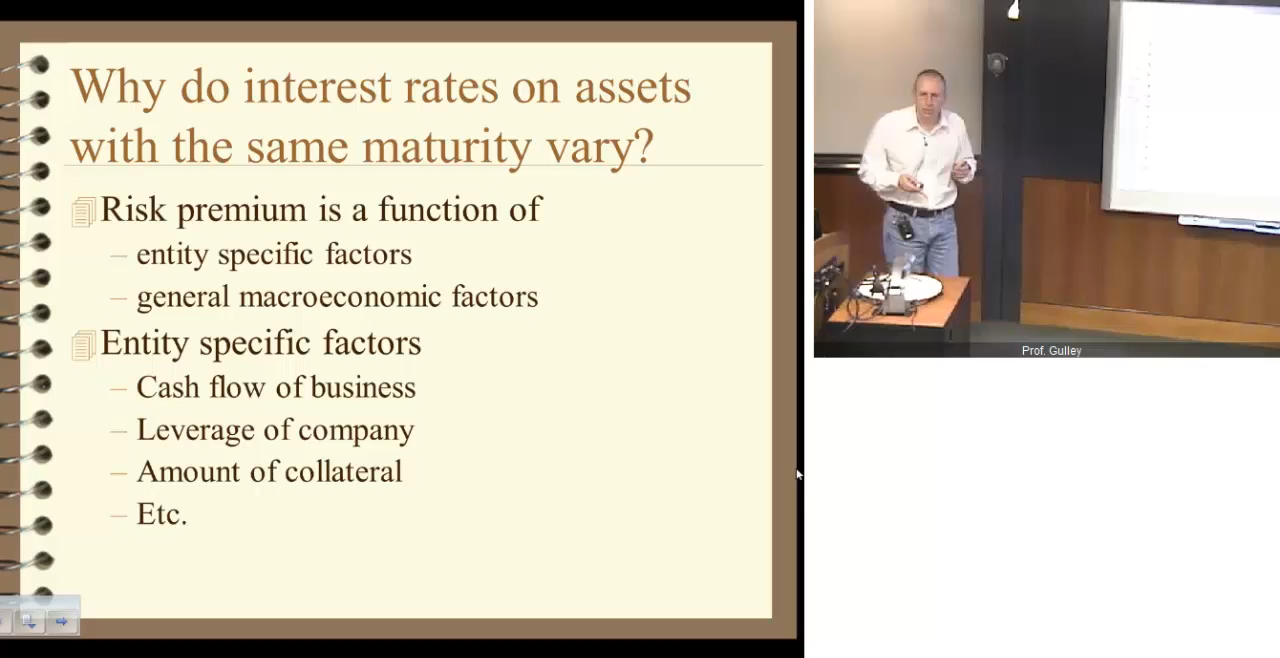 Why do interest rates on assets
with the same maturity vary?
Risk premium is a function of
– entity specific factors
– general macroeconomic factors
Entity specific factors
– Cash flow of business
– Leverage of company
– Amount of collateral
– Etc.
Prof. Gulley